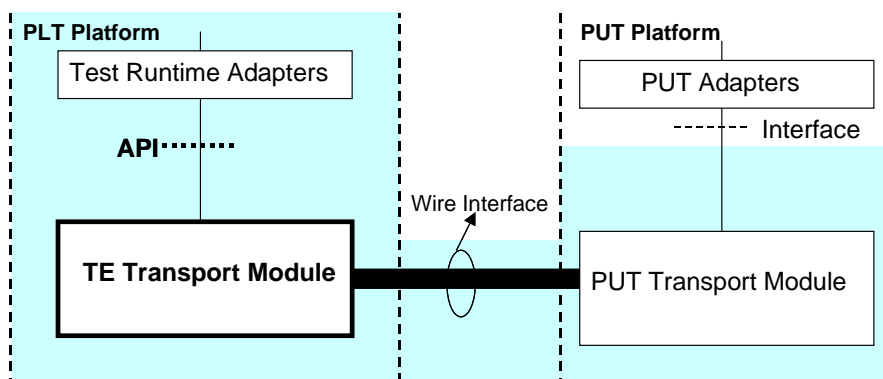 PLT Platform
PUT Platform
Test Runtime Adapters
PUT Adapters
API
Interface
Wire Interface
TE Transport Module
PUT Transport Module